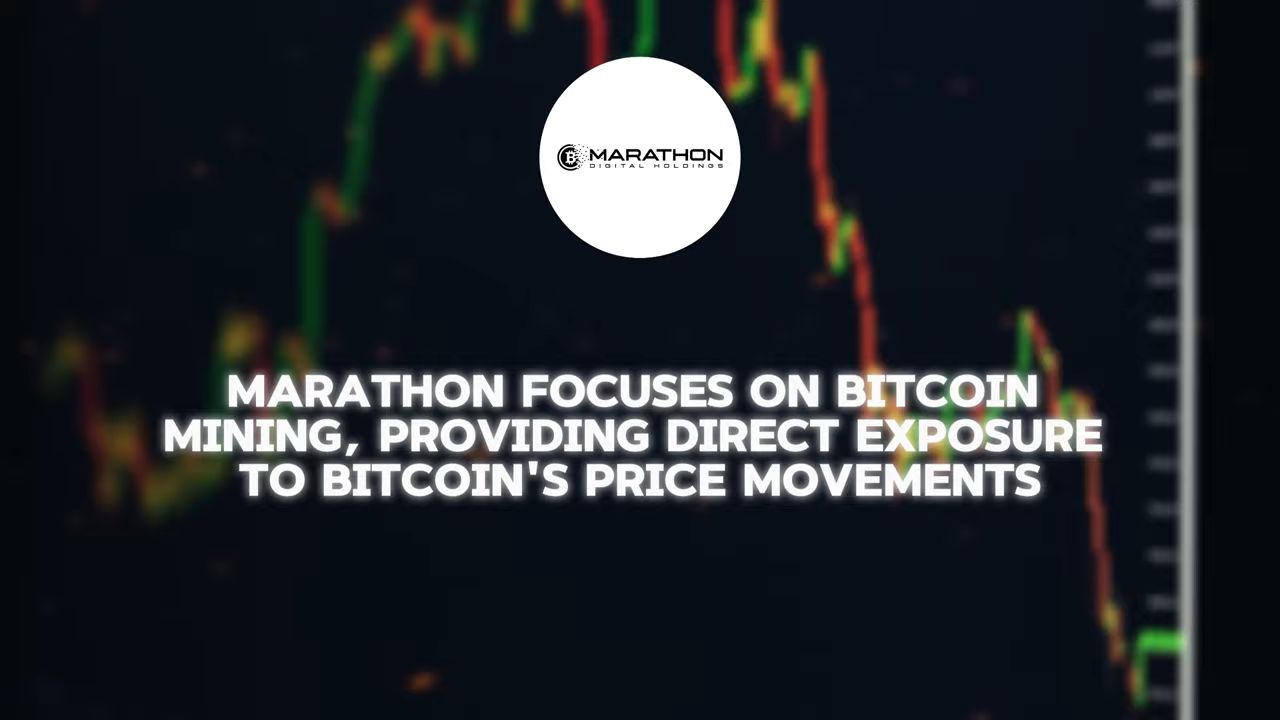 MARATHON
DIGITAL HOLDINGS
MARATHON FOCUSES ON BITCOIN
MINING, PROVIDING DIRECT EXPOSURE
TO BITCOIN'S PRICE MOVEMENTS